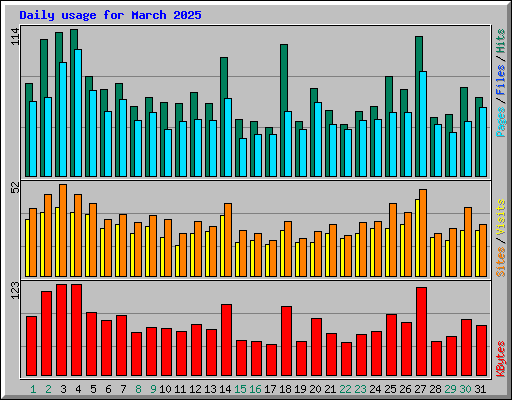 Daily usage for March 2025
114
52
123
Pages / Files / Hits
Sites / Visits
KBytes
1 2 3 4 5 6 7 8 9 10 11 12 13 14 15 16 17 18 19 20 21 22 23 24 25 26 27 28 29 30 31